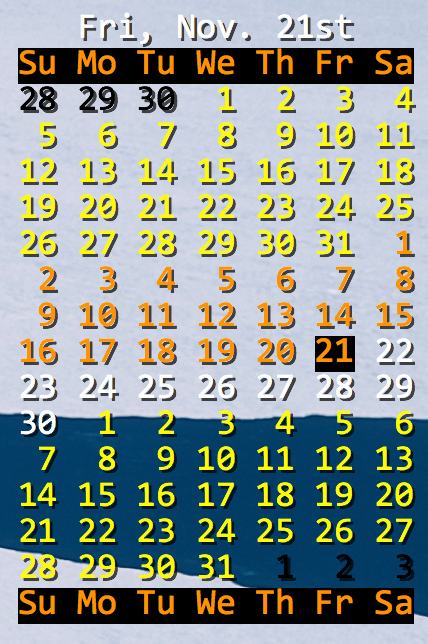 Fri, Nov. 21st
Su Mo Tu We Th Fr Sa
28 29 30 1 2 3 4
5 6 7 8 9 10 11
12 13 14 15 16 17 18
19 20 21 22 23 24 25
26 27 28 29 30 31 1
2 3 4 5 6 7 8
9 10 11 12 13 14 15
16 17 18 19 20 21 22
23 24 25 26 27 28 29
30 1 2 3 4 5 6
7 8 9 10 11 12 13
14 15 16 17 18 19 20
21 22 23 24 25 26 27
28 29 30 31 1 2 3
Su Mo Tu We Th Fr Sa